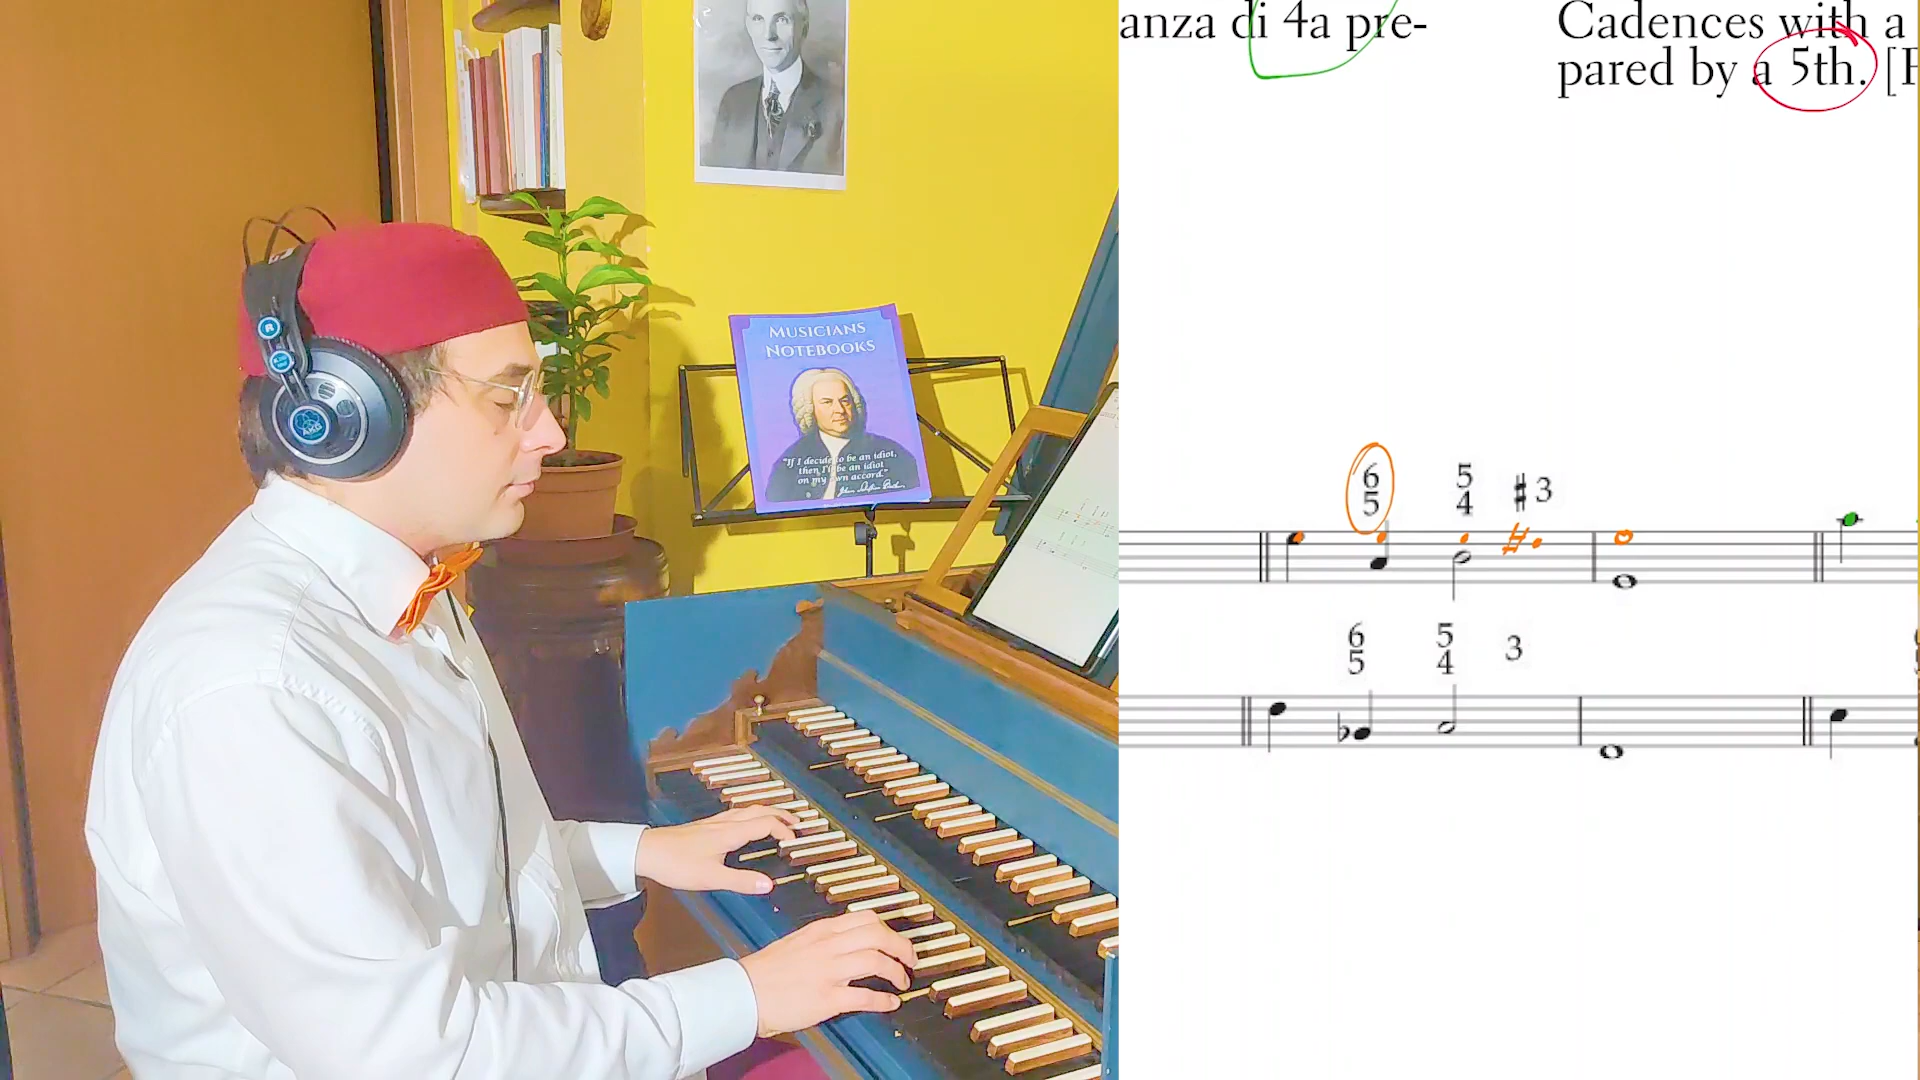 anza di 4a pre-
Cadences with a
pared by a 5th. [F
MUSICIANS
NOTEBOOKS
"If I decide to be an idiot,
then I'll be an idiot
on my own accord."
R
AKG
6 5 ♯3
5 4
6 5 3
5 4